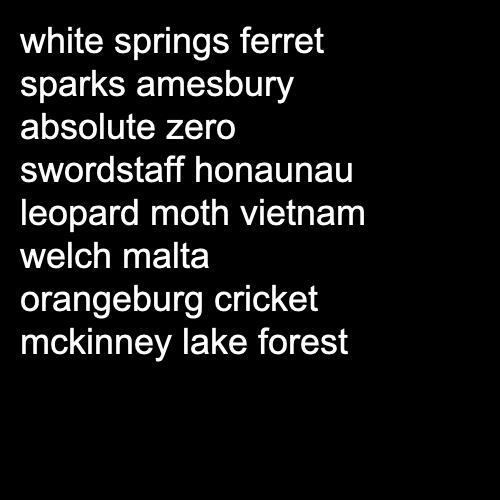 white springs ferret
sparks amesbury
absolute zero
swordstaff honaunau
leopard moth vietnam
welch malta
orangeburg cricket
mckinney lake forest